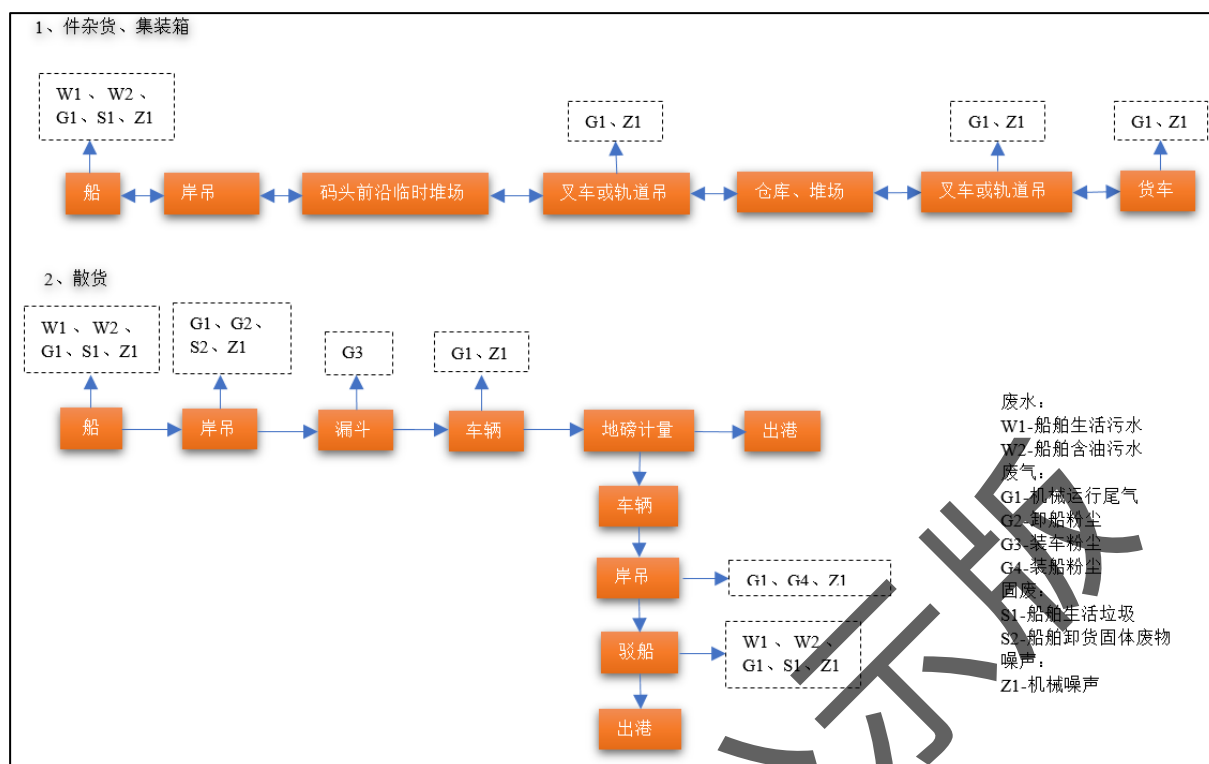 1、件杂货、集装箱
W1 、 W2 、
G1、S1、Z1
G1、Z1
G1、Z1
G1、Z1
船
岸吊
码头前沿临时堆场
叉车或轨道吊
仓库、堆场
叉车或轨道吊
货车
2、散货
W1 、 W2 、
G1、S1、Z1
G1、G2、
S2、Z1
G3
G1、Z1
船
岸吊
漏斗
车辆
地磅计量
出港
车辆
岸吊
G1、G4、Z1
驳船
W1 、 W2 、
G1、S1、Z1
出港
废水：
W1-船舶生活污水
W2-船舶含油污水
废气：
G1-机械运行尾气
G2-卸船粉尘
G3-装车粉尘
G4-装船粉尘
固废：
S1-船舶生活垃圾
S2-船舶卸货固体废物
噪声：
Z1-机械噪声
示版